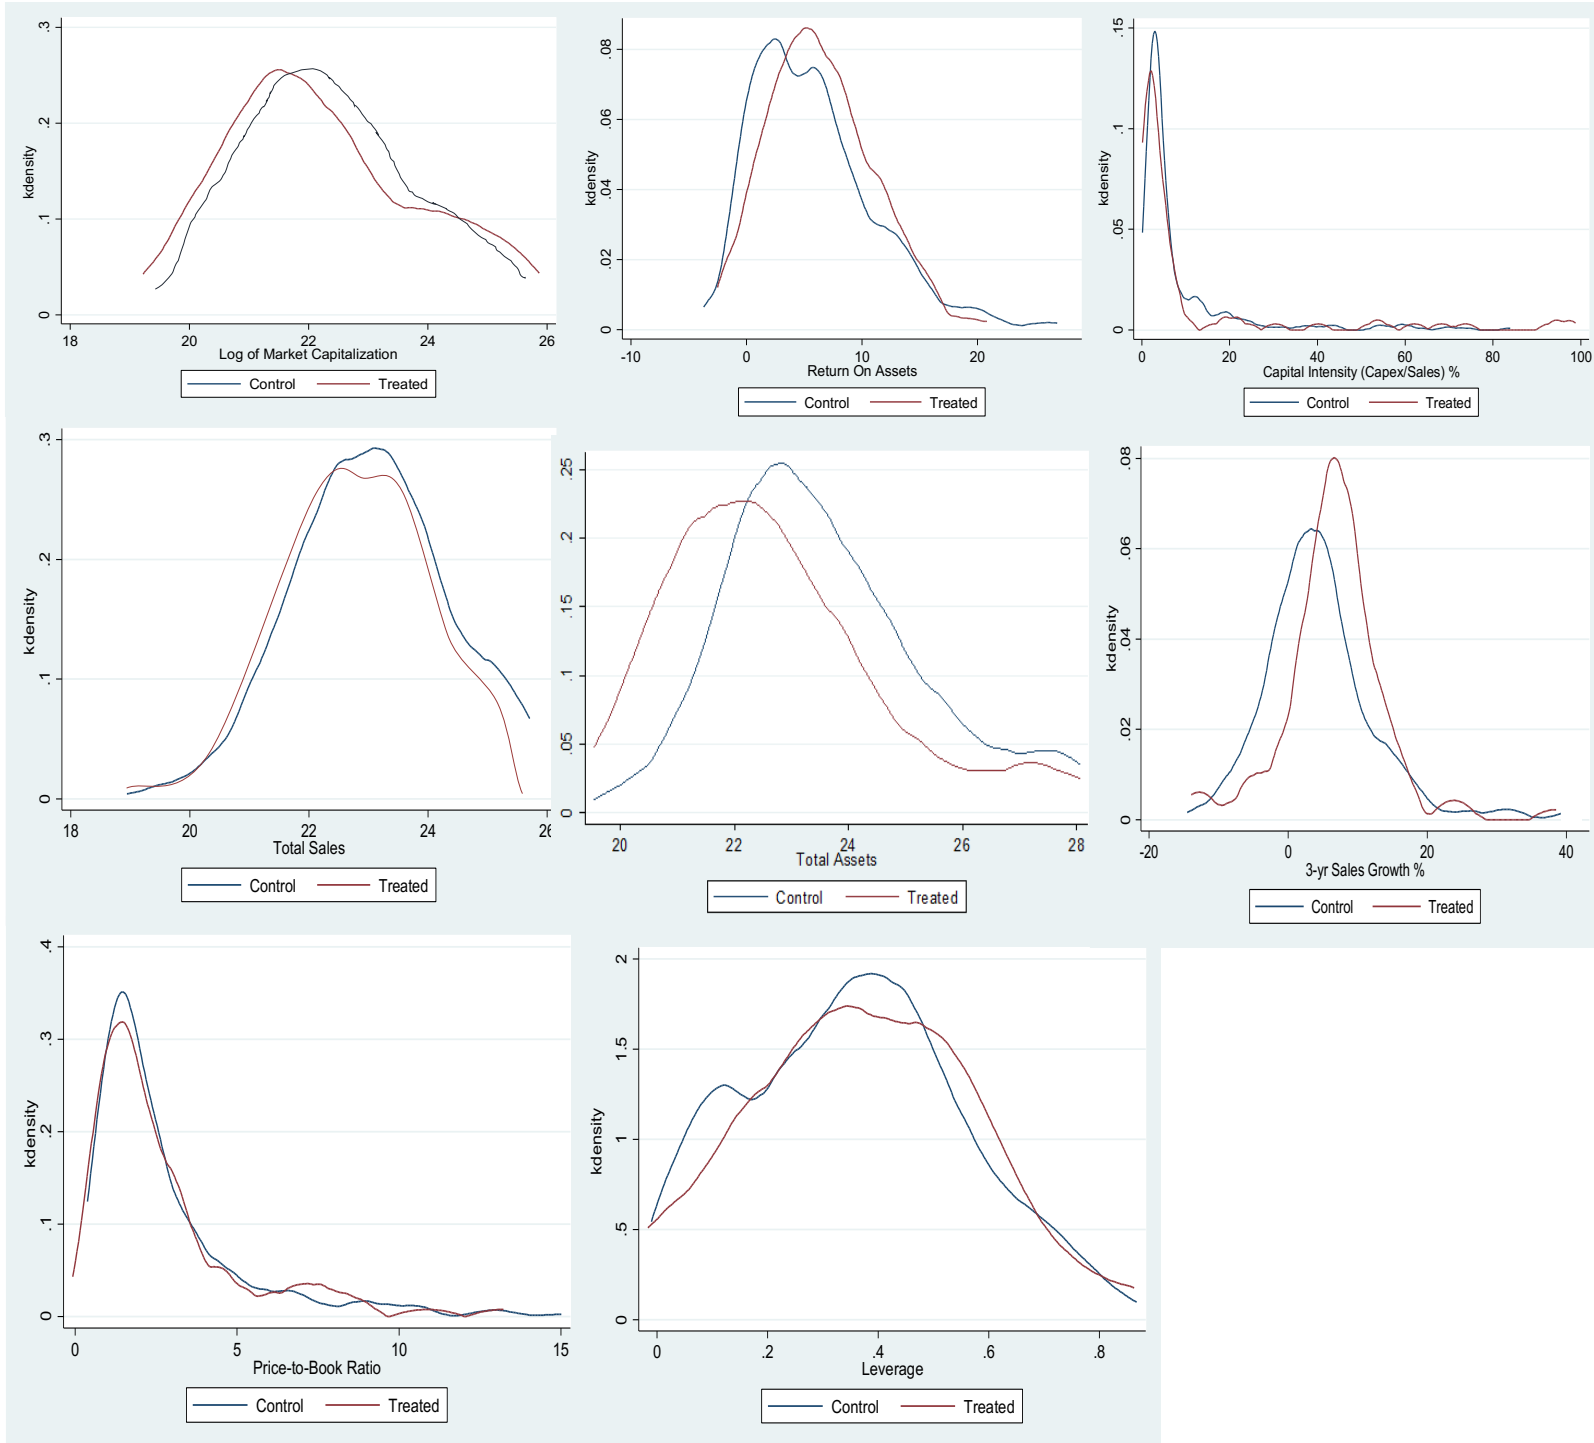 kdensity
0 .1 .2 .3
18 20 22 24 26
Log of Market Capitalization
Control Treated
kdensity
0 .02 .04 .06 .08
-10 0 10 20
Return On Assets
Control Treated
kdensity
0 .05 .1 .15
0 20 40 60 80 100
Capital Intensity (Capex/Sales) %
Control Treated
kdensity
0 .1 .2 .3
18 20 22 24 26
Total Sales
Control Treated
kdensity
0 .05 .1 .15 .2 .25
20 22 24 26 28
Total Assets
Control Treated
kdensity
0 .02 .04 .06 .08
-20 0 20 40
3-yr Sales Growth %
Control Treated
kdensity
0 .1 .2 .3 .4
0 5 10 15
Price-to-Book Ratio
Control Treated
kdensity
0 .5 1 1.5 2
0 .2 .4 .6 .8
Leverage
Control Treated